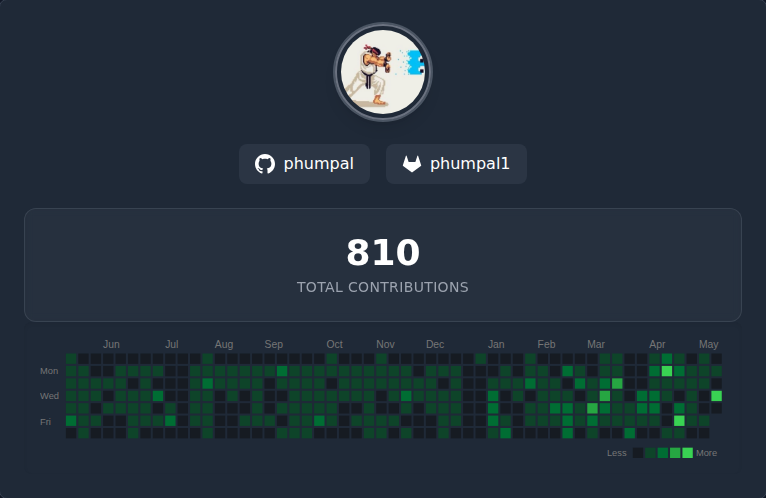 phumpal phumpal1
810
TOTAL CONTRIBUTIONS
Jun Jul Aug Sep Oct Nov Dec Jan Feb Mar Apr May
Mon
Wed
Fri
Less More